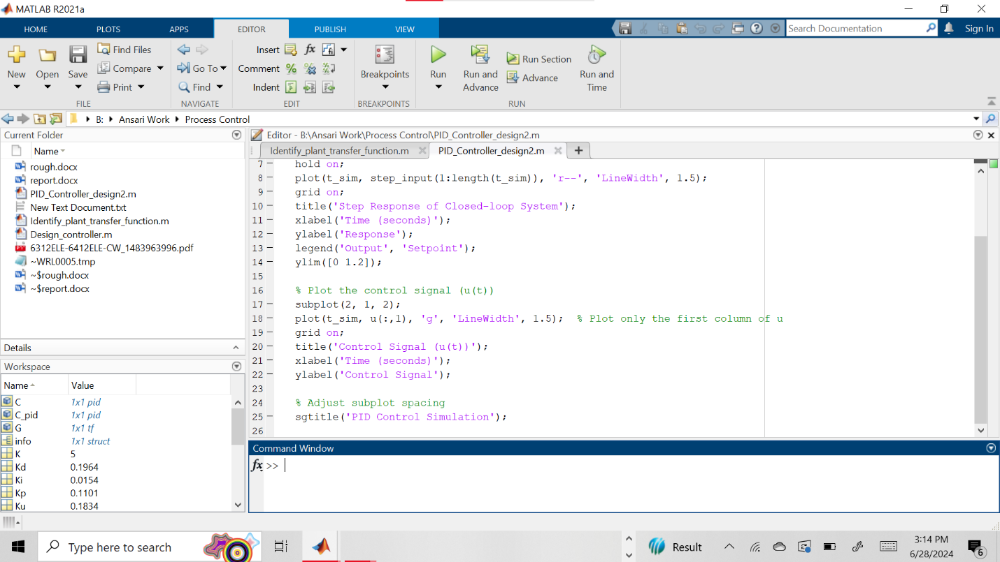 MATLAB R2021a
HOME PLOTS APPS EDITOR PUBLISH VIEW Search Documentation Sign In
New Open Save Find Files Compare Print
FILE
Go To Find
NAVIGATE
Insert fx
Comment
Indent
EDIT
Breakpoints
BREAKPOINTS
Run Run and Advance Run Section Advance Run and Time
RUN
B: Ansari Work Process Control
Current Folder
Name
rough.docx
report.docx
PID_Controller_design2.m
New Text Document.txt
Identify_plant_transfer_function.m
Design_controller.m
6312ELE-6412ELE-CW_1483963996.pdf
~WRL0005.tmp
~$rough.docx
~$report.docx
Details
Workspace
Name Value
C 1x1 pid
C_pid 1x1 pid
G 1x1 tf
info 1x1 struct
K 5
Kd 0.1964
Ki 0.0154
Kp 0.1101
Ku 0.1834
Editor - B:\Ansari Work\Process Control\PID_Controller_design2.m
Identify_plant_transfer_function.m PID_Controller_design2.m
7 hold on;
8 plot(t_sim, step_input(1:length(t_sim)), 'r--', 'LineWidth', 1.5);
9 grid on;
10 title('Step Response of Closed-loop System');
11 xlabel('Time (seconds)');
12 ylabel('Response');
13 legend('Output', 'Setpoint');
14 ylim([0 1.2]);
15
16 % Plot the control signal (u(t))
17 subplot(2, 1, 2);
18 plot(t_sim, u(:,1), 'g', 'LineWidth', 1.5);  % Plot only the first column of u
19 grid on;
20 title('Control Signal (u(t))');
21 xlabel('Time (seconds)');
22 ylabel('Control Signal');
23
24 % Adjust subplot spacing
25 sgtitle('PID Control Simulation');
26
Command Window
fx >>
Type here to search
Result
3:14 PM
6/28/2024
6